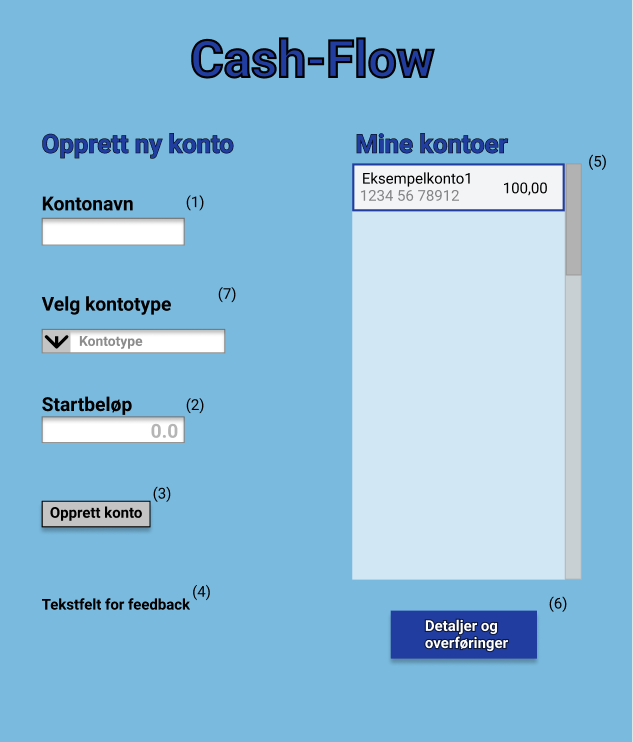 Cash-Flow
Opprett ny konto
Kontonavn (1)
Velg kontotype (7)
Kontotype
Startbeløp (2)
0.0
(3)
Opprett konto
Tekstfelt for feedback (4)
Mine kontoer
(5)
Eksempelkonto1
1234 56 78912
100,00
(6)
Detaljer og
overføringer